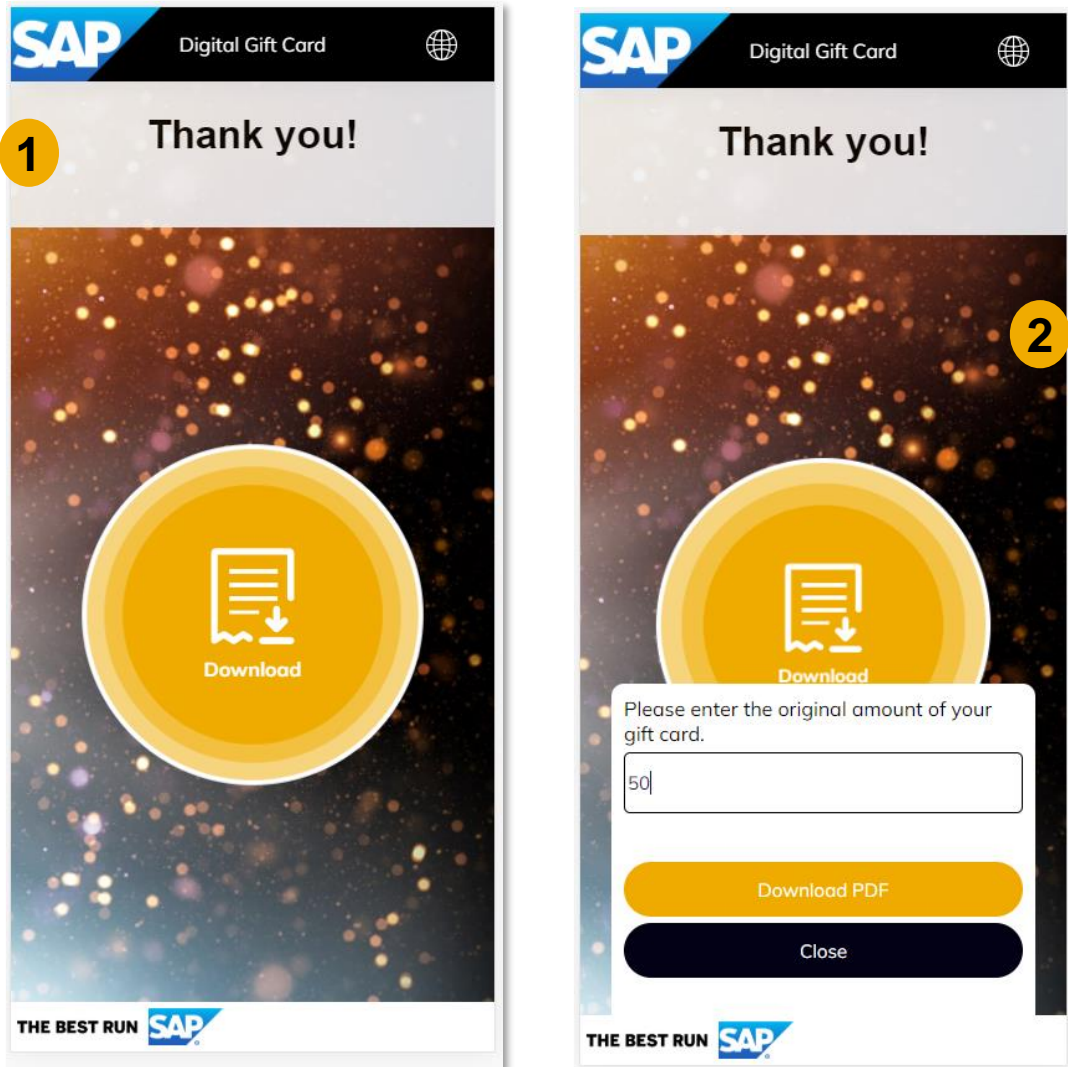 SAP Digital Gift Card
Thank you!
1
Download
THE BEST RUN SAP
SAP Digital Gift Card
Thank you!
2
Download
Please enter the original amount of your
gift card.
50
Download PDF
Close
THE BEST RUN SAP